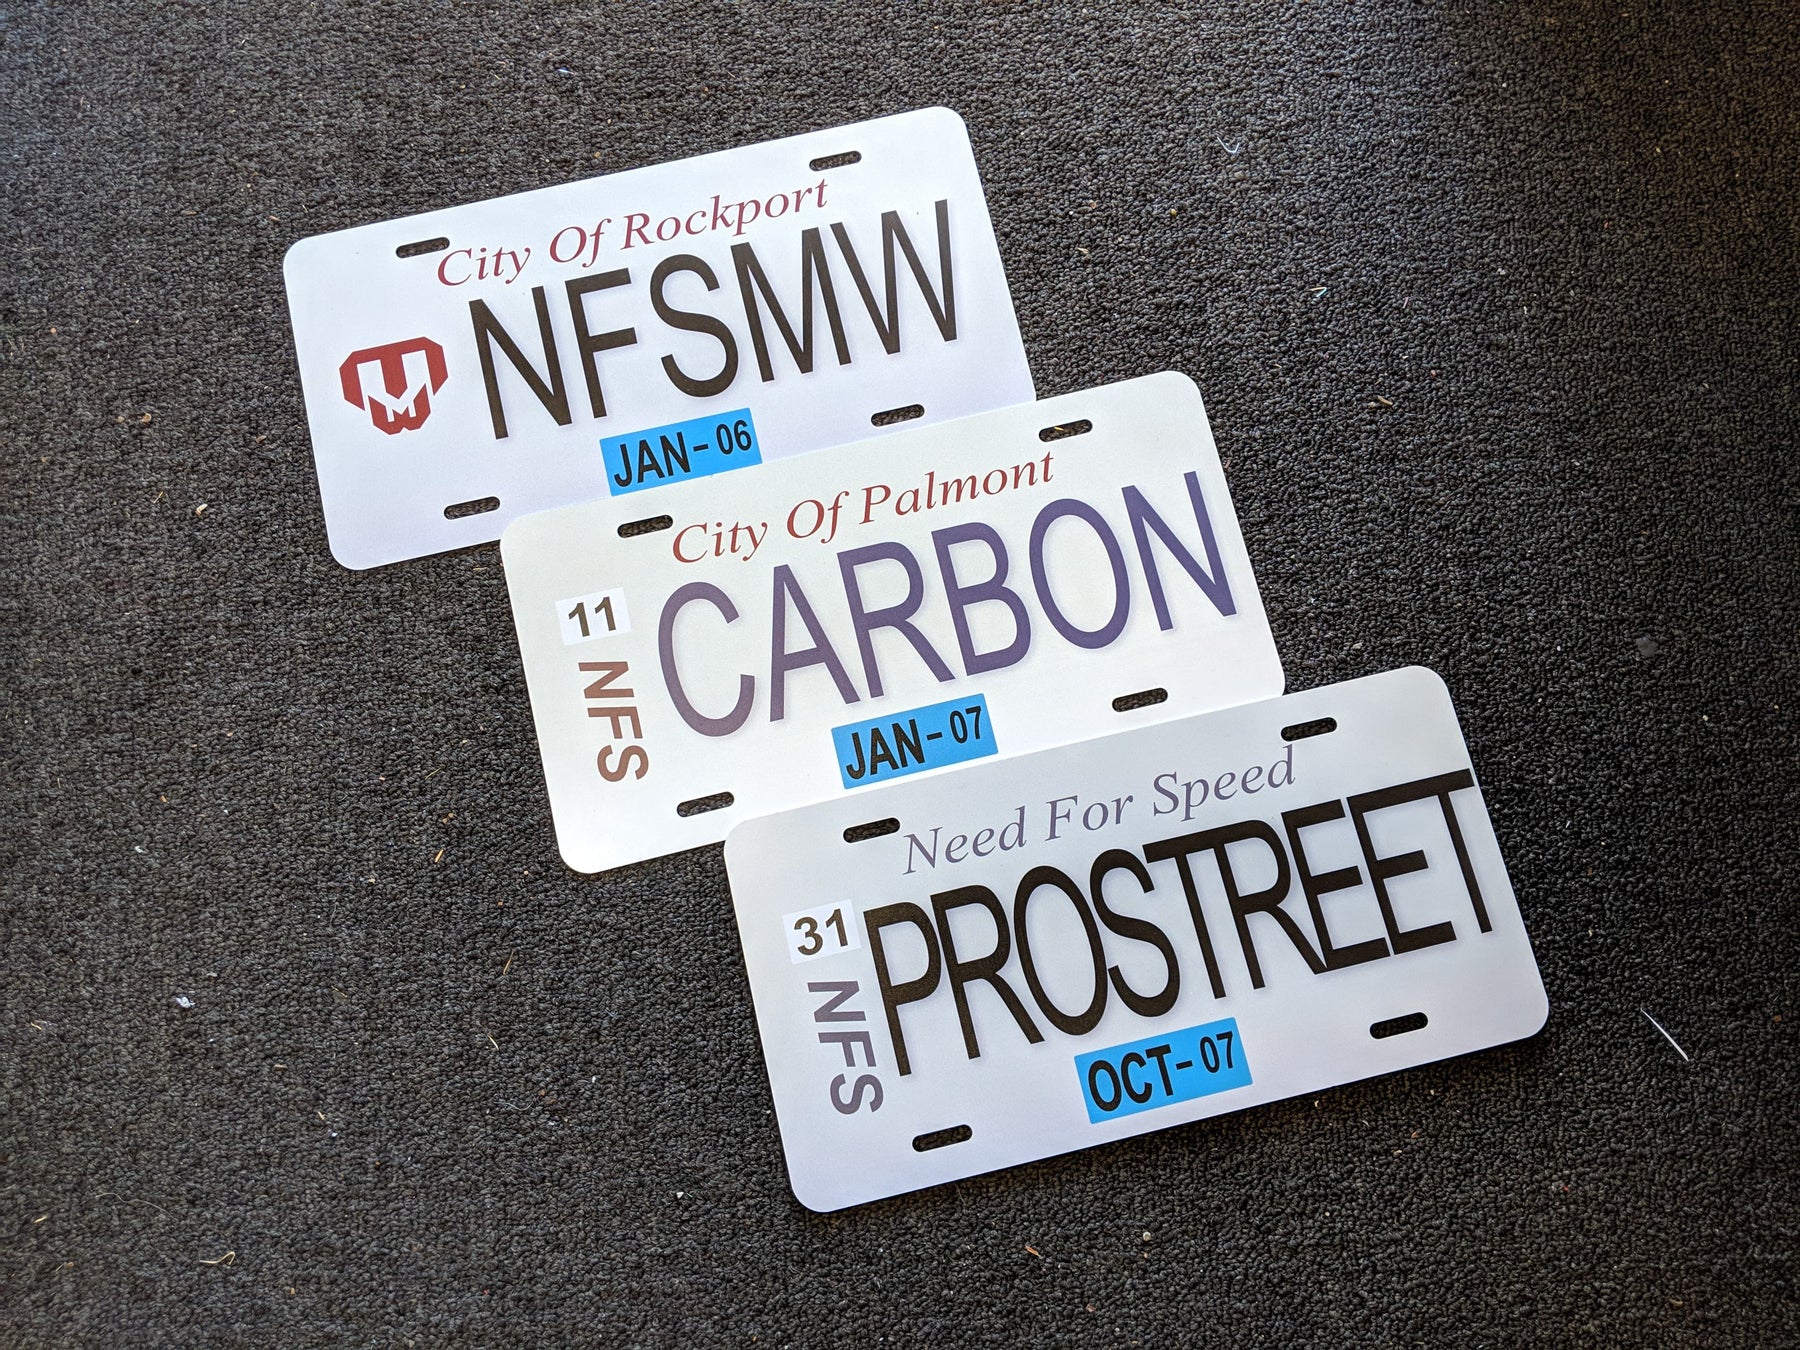 City Of Rockport
NFSMW
MW
JAN-06
City Of Palmont
11
NFS
CARBON
JAN-07
Need For Speed
31
NFS
PROSTREET
OCT-07